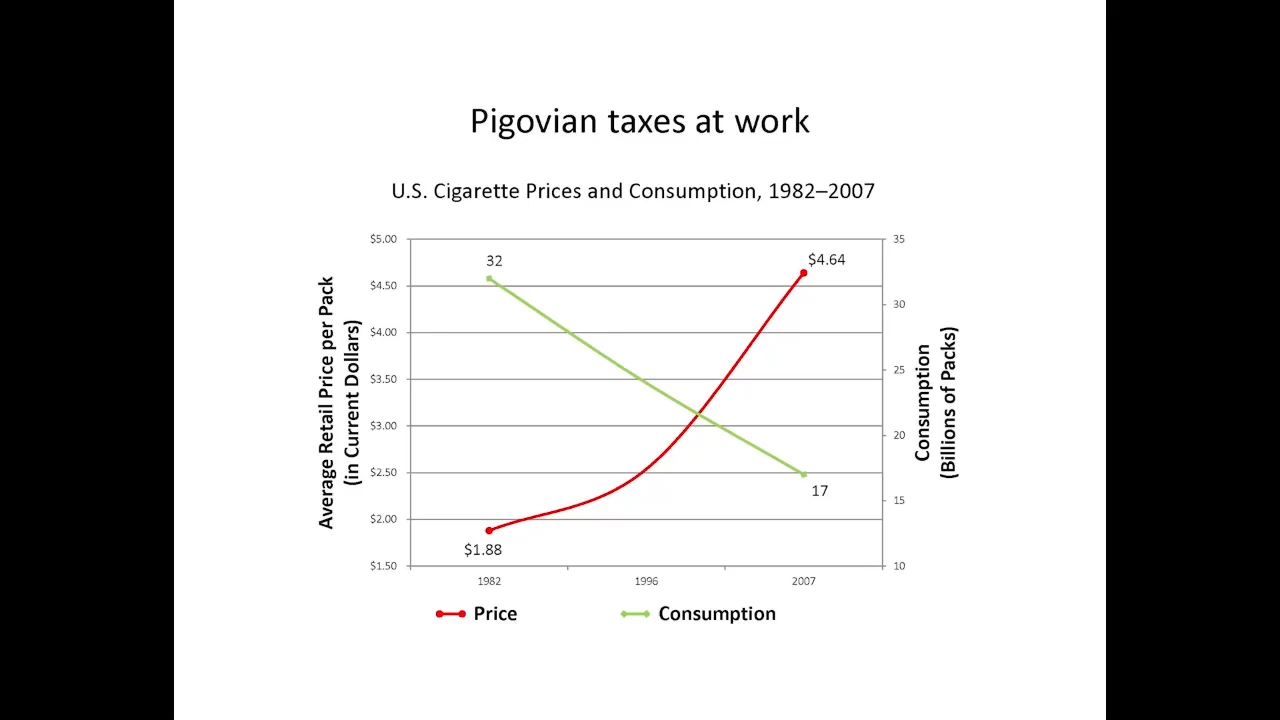 Pigovian taxes at work
U.S. Cigarette Prices and Consumption, 1982–2007
Average Retail Price per Pack
(in Current Dollars)
$5.00
$4.50
$4.00
$3.50
$3.00
$2.50
$2.00
$1.50
32
$4.64
$1.88
17
35
30
25
20
15
10
Consumption
(Billions of Packs)
1982 1996 2007
Price Consumption